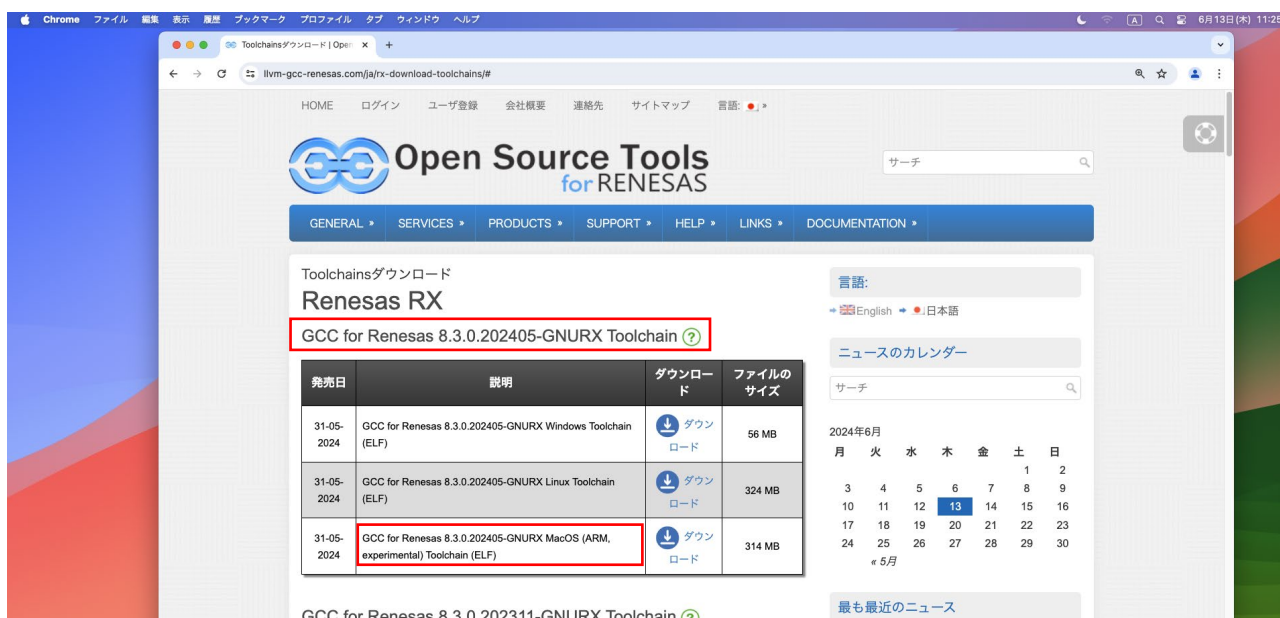 Chrome ファイル 編集 表示 履歴 ブックマーク プロファイル タブ ウィンドウ ヘルプ A 6月13日(木) 11:25
Toolchainsダウンロード | Open
llvm-gcc-renesas.com/ja/rx-download-toolchains/#
HOME ログイン ユーザ登録 会社概要 連絡先 サイトマップ 言語: »
Open Source Tools
for RENESAS
サーチ
GENERAL » SERVICES » PRODUCTS » SUPPORT » HELP » LINKS » DOCUMENTATION »
Toolchainsダウンロード
Renesas RX
GCC for Renesas 8.3.0.202405-GNURX Toolchain ?
発売日 説明 ダウンロー
ド ファイルの
サイズ
31-05-
2024 GCC for Renesas 8.3.0.202405-GNURX Windows Toolchain
(ELF) ダウン
ロード 56 MB
31-05-
2024 GCC for Renesas 8.3.0.202405-GNURX Linux Toolchain
(ELF) ダウン
ロード 324 MB
31-05-
2024 GCC for Renesas 8.3.0.202405-GNURX MacOS (ARM,
experimental) Toolchain (ELF) ダウン
ロード 314 MB
GCC for Renesas 8.3.0.202311-GNURX Toolchain ?
言語:
English 日本語
ニュースのカレンダー
サーチ
2024年6月
月 火 水 木 金 土 日
1 2
3 4 5 6 7 8 9
10 11 12 13 14 15 16
17 18 19 20 21 22 23
24 25 26 27 28 29 30
« 5月
最も最近のニュース